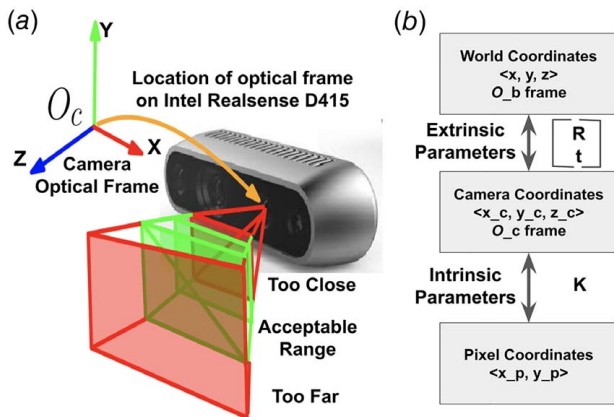 (a)
Y
O_C
X
Z
Camera
Optical Frame
Location of optical frame
on Intel Realsense D415
Too Close
Acceptable
Range
Too Far
(b)
World Coordinates
<x, y, z>
O_b frame
Extrinsic
Parameters
R
t
Camera Coordinates
<x_c, y_c, z_c>
O_c frame
Intrinsic
Parameters
K
Pixel Coordinates
<x_p, y_p>